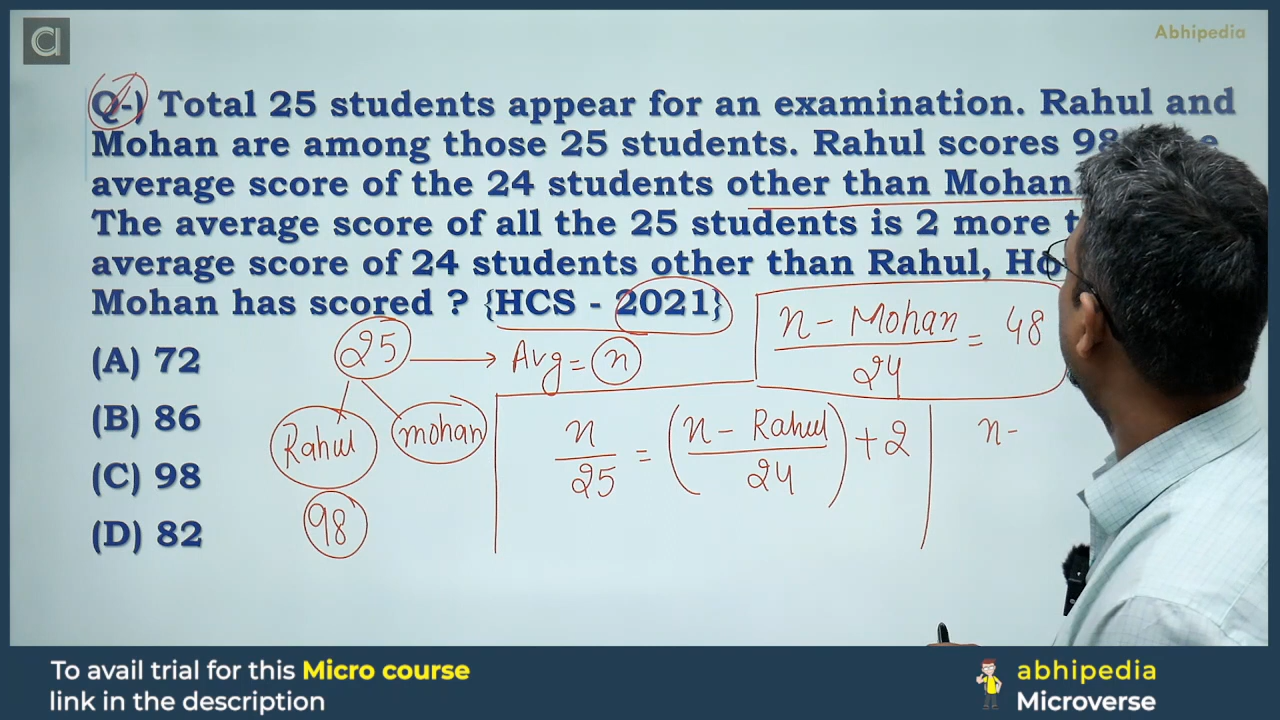 Abhipedia
Q-) Total 25 students appear for an examination. Rahul and
Mohan are among those 25 students. Rahul scores 98
average score of the 24 students other than Mohan
The average score of all the 25 students is 2 more
average score of 24 students other than Rahul,
Mohan has scored ? {HCS - 2021}
(A) 72
(B) 86
(C) 98
(D) 82
25 → Avg = n
Rahul mohan
98
n - Mohan / 24 = 48
n / 25 = (n - Rahul / 24) + 2
n -
To avail trial for this Micro course
link in the description
abhipedia
Microverse